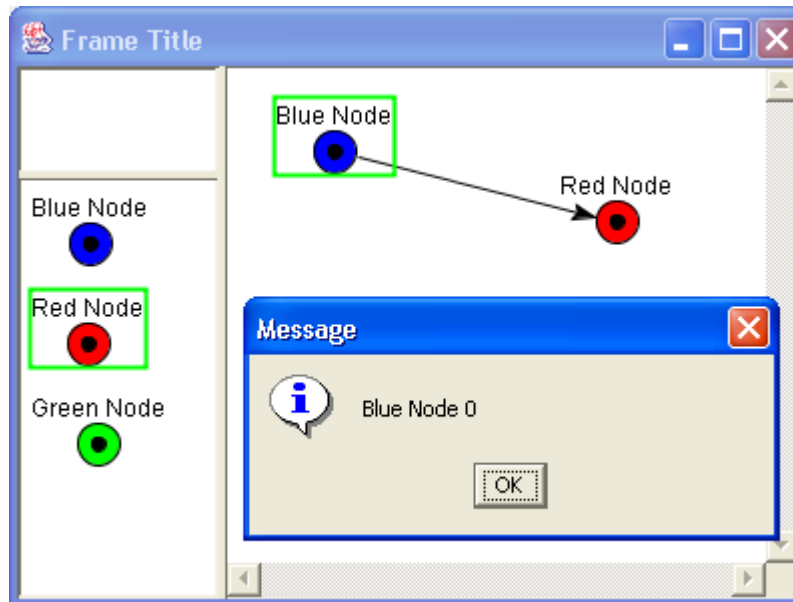 Frame Title
Blue Node
Red Node
Green Node
Blue Node
Red Node
Message
Blue Node 0
OK